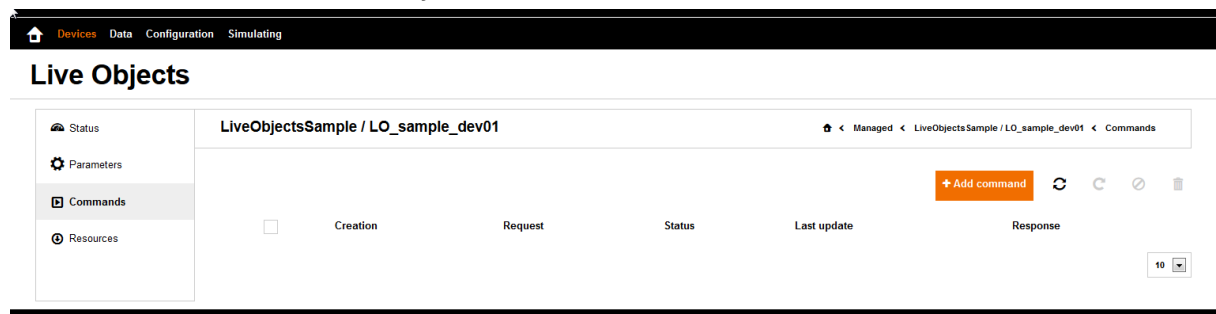 Devices Data Configuration Simulating
Live Objects
Status
Parameters
Commands
Resources
LiveObjectsSample / LO_sample_dev01
< Managed < LiveObjectsSample / LO_sample_dev01 < Commands
+ Add command
Creation Request Status Last update Response
10